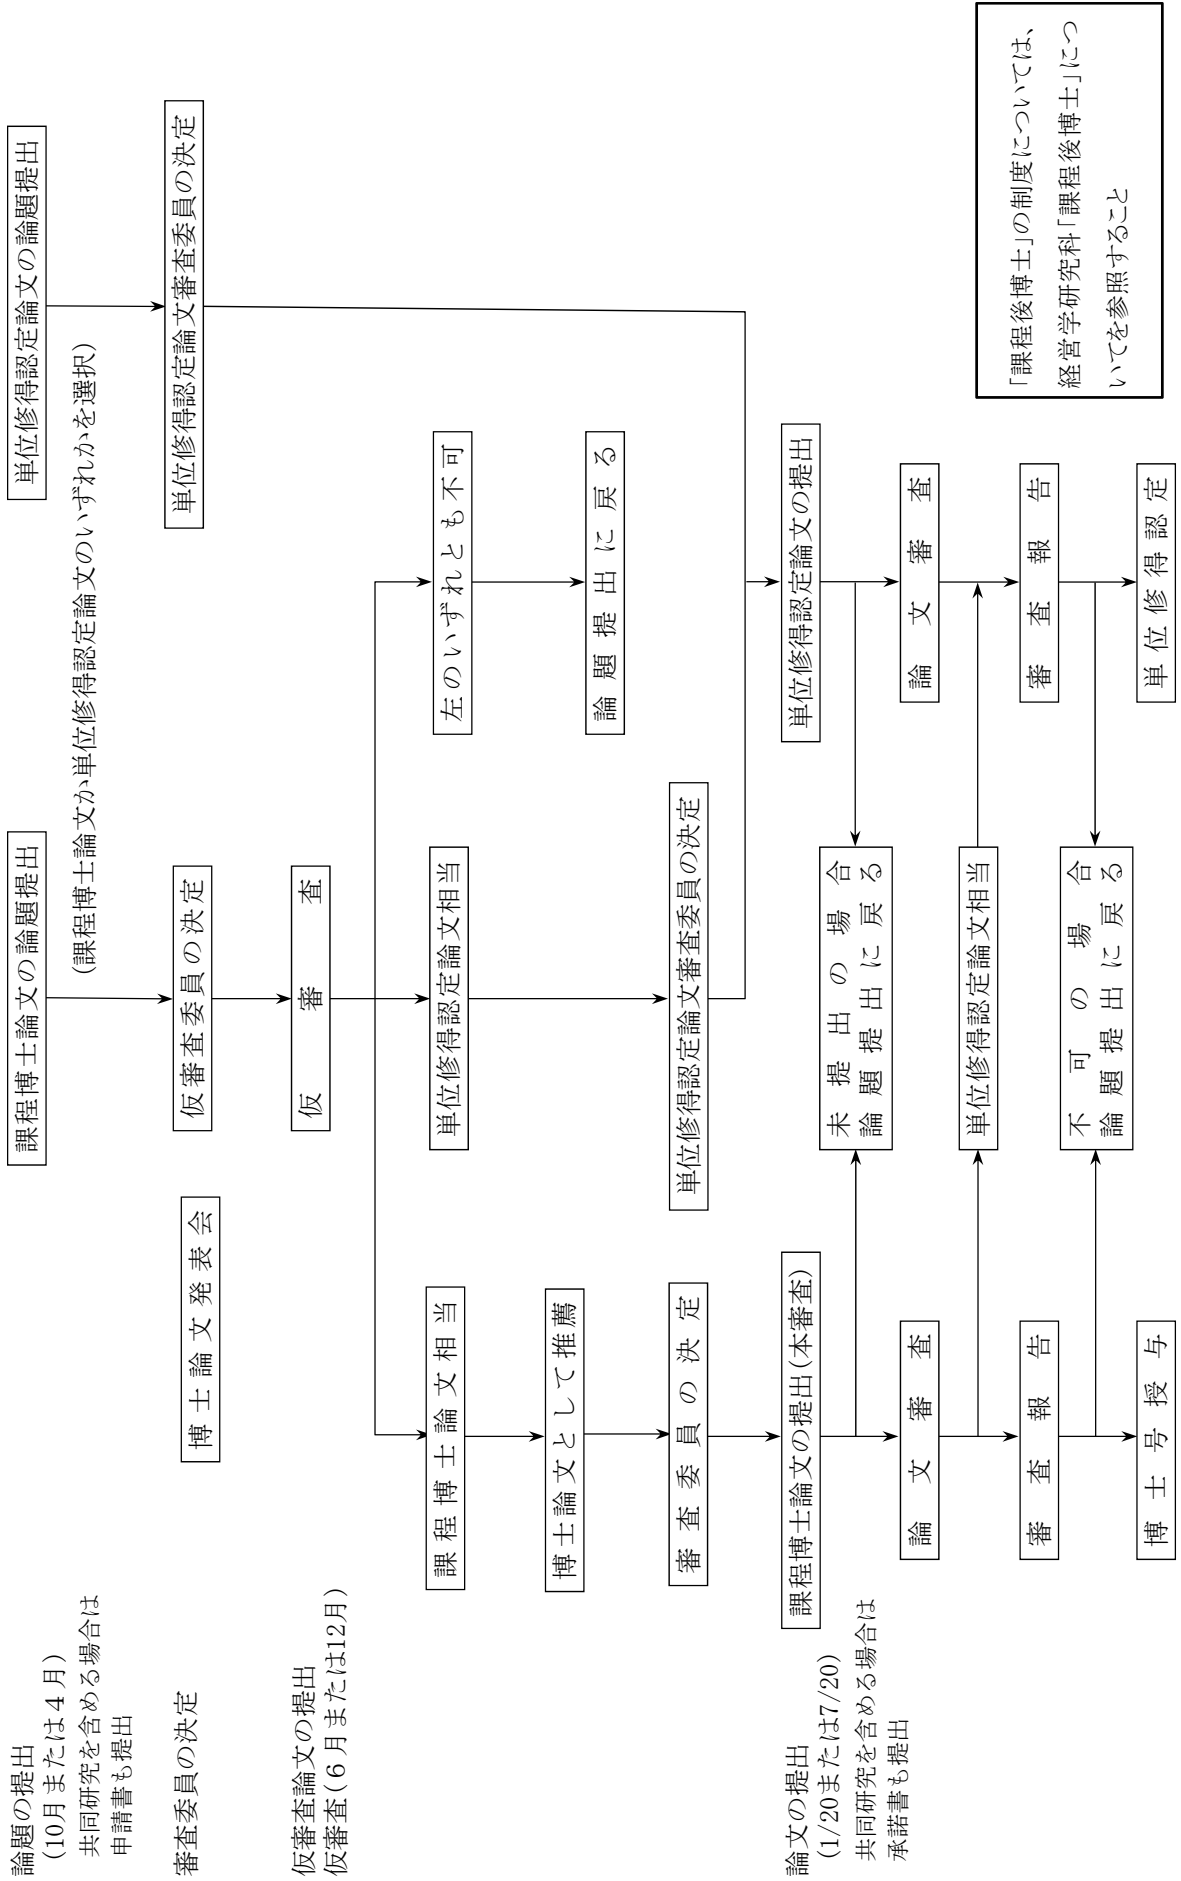 論題の提出
(10月または４月)
共同研究を含める場合は
申請書も提出
課程博士論文の論題提出
単位修得認定論文の論題提出
(課程博士論文か単位修得認定論文のいずれかを選択)
審査委員の決定
博士論文発表会
仮審査委員の決定
単位修得認定論文審査委員の決定
仮審査論文の提出
仮審査(６月または12月)
仮審査
課程博士論文相当
単位修得認定論文相当
左のいずれとも不可
博士論文として推薦
論題提出に戻る
審査委員の決定
単位修得認定論文審査委員の決定
論文の提出
(1/20または7/20)
共同研究を含める場合は
承諾書も提出
課程博士論文の提出(本審査)
単位修得認定論文の提出
未提出の場合
論題提出に戻る
論文審査
論文審査
単位修得認定論文相当
審査報告
審査報告
不可の場合
論題提出に戻る
博士号授与
単位修得認定
「課程後博士」の制度については、
経営学研究科「課程後博士」につ
いてを参照すること